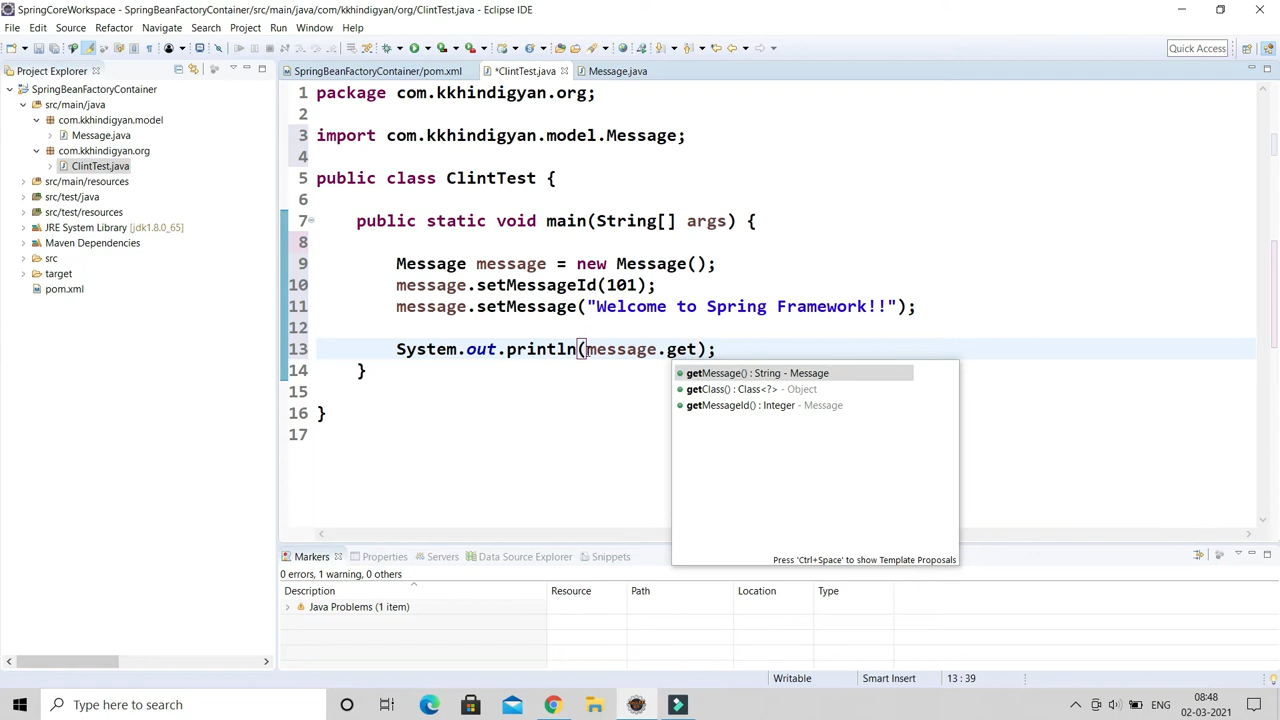 SpringCoreWorkspace - SpringBeanFactoryContainer/src/main/java/com/kkhindigyan/org/ClintTest.java - Eclipse IDE
File Edit Source Refactor Navigate Search Project Run Window Help
Quick Access
Project Explorer
SpringBeanFactoryContainer
src/main/java
com.kkhindigyan.model
Message.java
com.kkhindigyan.org
ClintTest.java
src/main/resources
src/test/java
src/test/resources
JRE System Library [jdk1.8.0_65]
Maven Dependencies
src
target
pom.xml
SpringBeanFactoryContainer/pom.xml *ClintTest.java Message.java
1 package com.kkhindigyan.org;
2
3 import com.kkhindigyan.model.Message;
4
5 public class ClintTest {
6
7 public static void main(String[] args) {
8
9 Message message = new Message();
10 message.setMessageId(101);
11 message.setMessage("Welcome to Spring Framework!!");
12
13 System.out.println(message.get);
14 }
15
16 }
17
getMessage() : String - Message
getClass() : Class<?> - Object
getMessageId() : Integer - Message
Press 'Ctrl+Space' to show Template Proposals
Markers Properties Servers Data Source Explorer Snippets
0 errors, 1 warning, 0 others
Description Resource Path Location Type
Java Problems (1 item)
Writable Smart Insert 13 : 39
Type here to search
ENG
08:48
02-03-2021